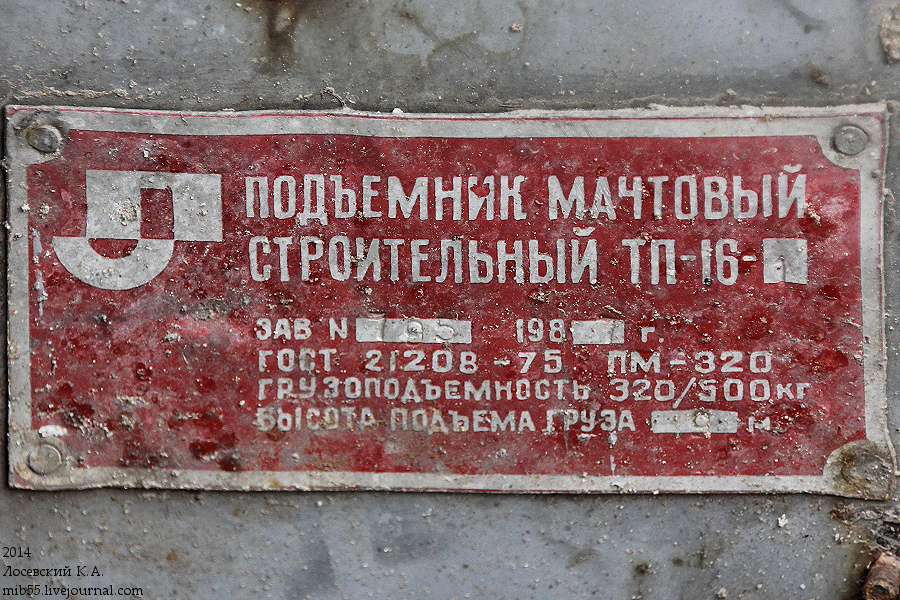 ПОДЪЕМНИК МАЧТОВЫЙ
СТРОИТЕЛЬНЫЙ ТП-16-
ЗАВ N 198 г.
ГОСТ 21208-75 ПМ-320
ГРУЗОПОДЪЕМНОСТЬ 320/500кг
ВЫСОТА ПОДЪЕМА ГРУЗА м
2014
Лосевский К.А.
mib55.livejournal.com